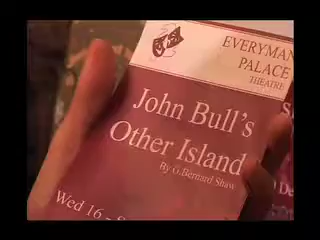 EVERYMAN
PALACE
THEATRE
John Bull's
Other Island
By G.Bernard Shaw
Wed 16 -